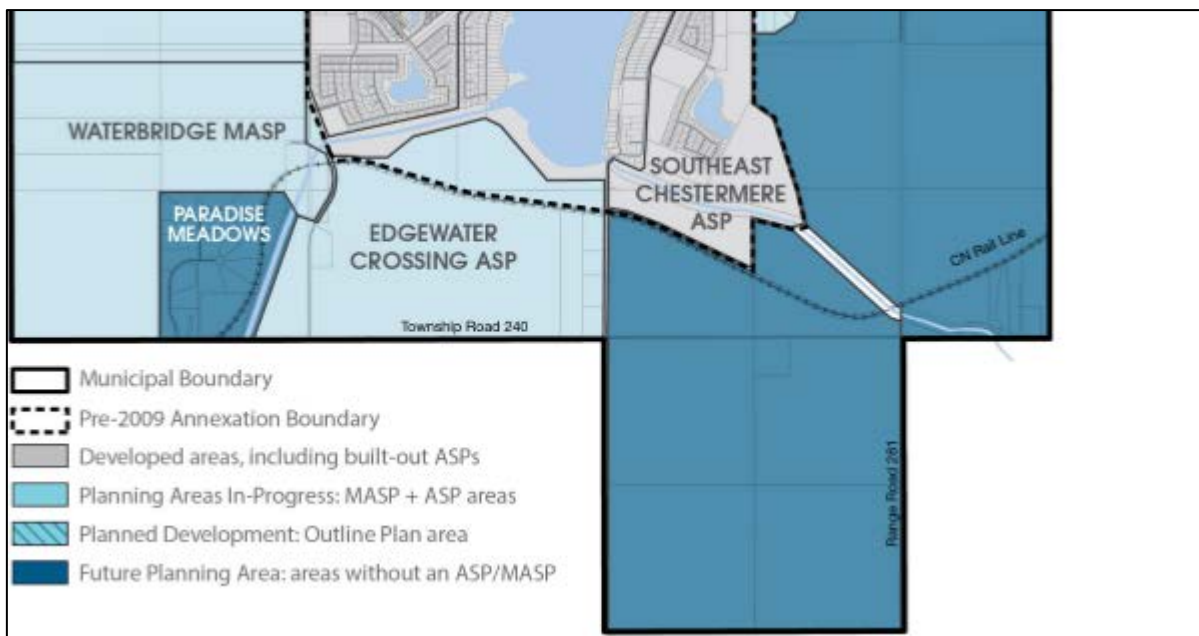 WATERBRIDGE MASP
PARADISE
MEADOWS
EDGEWATER
CROSSING ASP
SOUTHEAST
CHESTERMERE
ASP
CN Rail Line
Township Road 240
Range Road 281
Municipal Boundary
Pre-2009 Annexation Boundary
Developed areas, including built-out ASPs
Planning Areas In-Progress: MASP + ASP areas
Planned Development: Outline Plan area
Future Planning Area: areas without an ASP/MASP